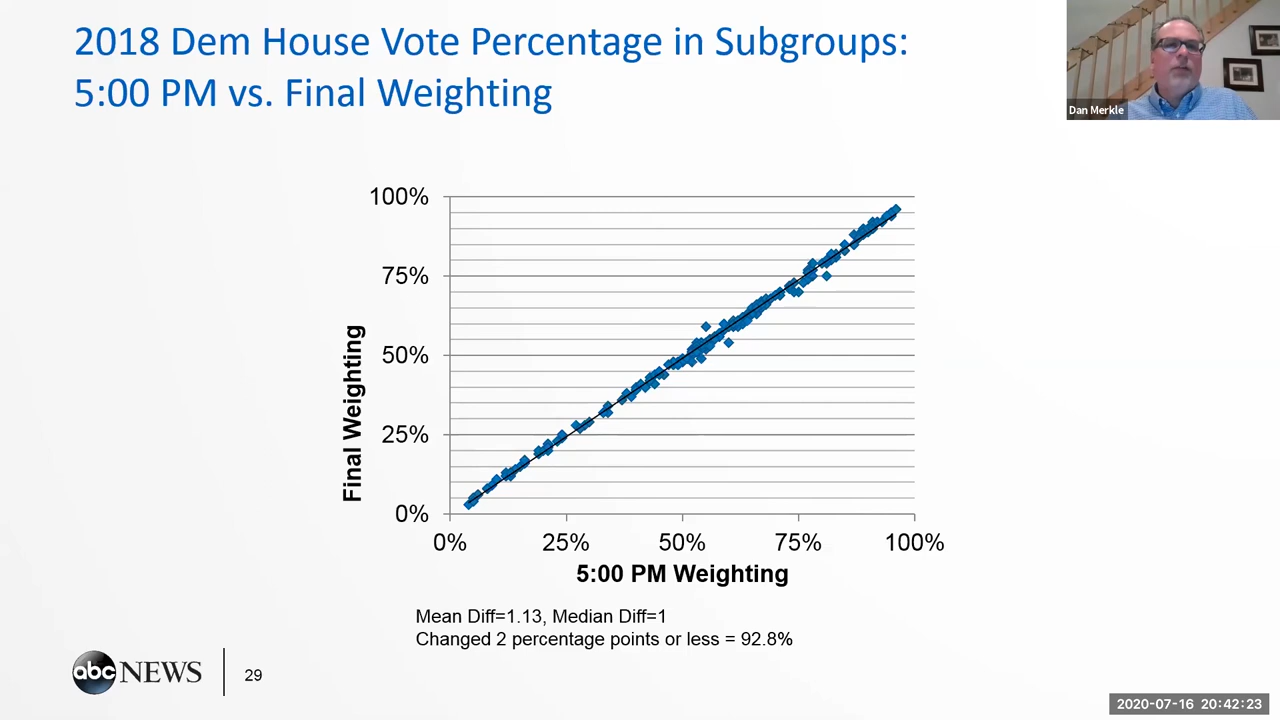 2018 Dem House Vote Percentage in Subgroups:
5:00 PM vs. Final Weighting
Dan Merkle
100%
75%
50%
25%
0%
Final Weighting
0%
25%
50%
75%
100%
5:00 PM Weighting
Mean Diff=1.13, Median Diff=1
Changed 2 percentage points or less = 92.8%
abc NEWS
29
2020-07-16 20:42:23